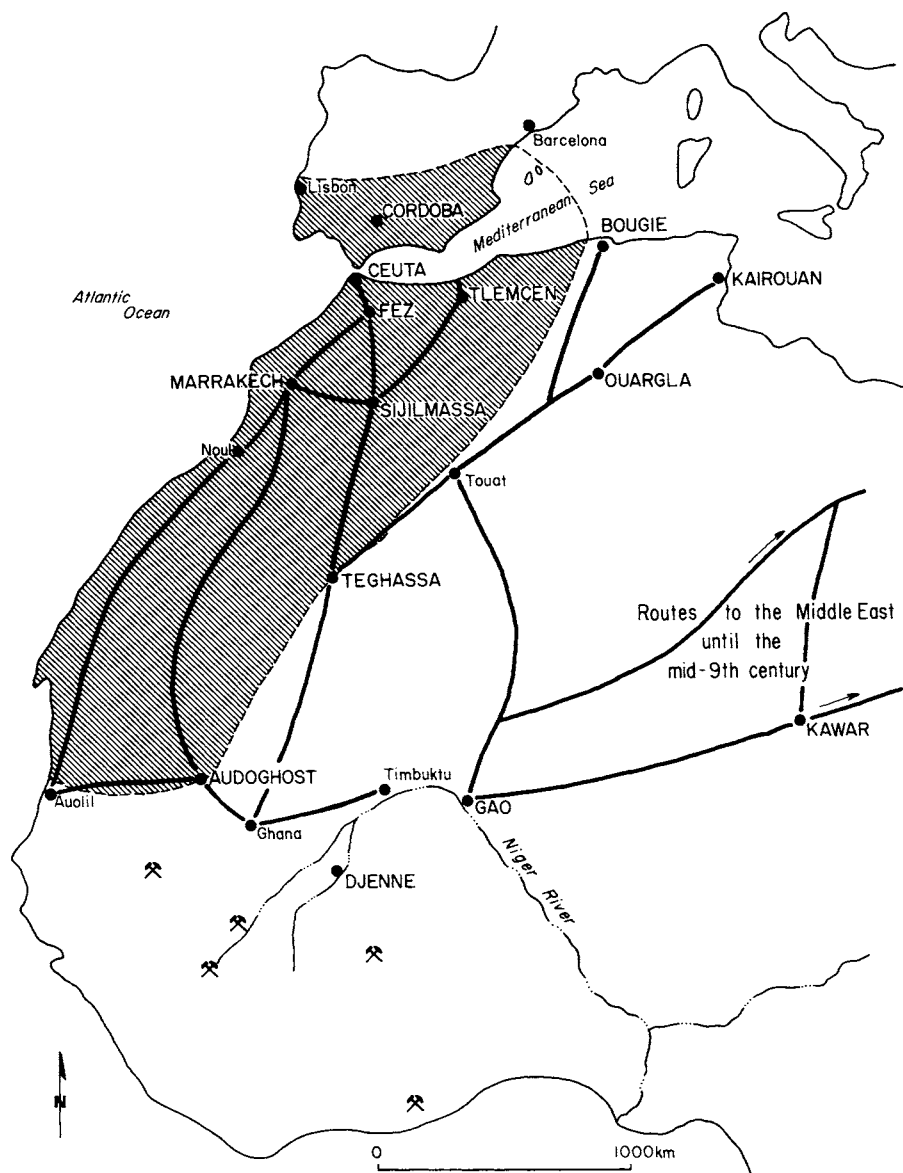 Barcelona
Lisbon
CORDOBA
Mediterranean Sea
BOUGIE
CEUTA
TLEMCEN
KAIROUAN
Atlantic
Ocean
FEZ
OUARGLA
MARRAKECH
SIJILMASSA
Noul
Touat
TEGHASSA
Routes to the Middle East
until the
mid-9th century
KAWAR
AUDOGHOST
Timbuktu
Auolil
GAO
Ghana
Niger River
DJENNE
N
0 1000km